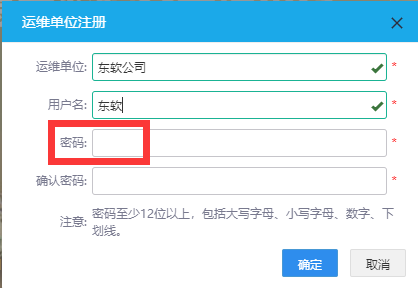 运维单位注册
运维单位: 东软公司 *
用户名: 东软 *
密码: *
确认密码: *
注意: 密码至少12位以上，包括大写字母、小写字母、数字、下
划线。
确定 取消